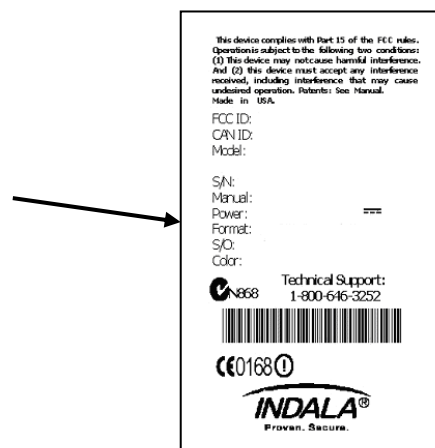 This device complies with Part 15 of the FCC rules.
Operation is subject to the following two conditions:
(1) This device may not cause harmful interference.
And (2) this device must accept any interference
received, including interference that may cause
undesired operation. Patents: See Manual.
Made in USA.
FCC ID:
CAN ID:
Model:
S/N:
Manual:
Power:
Format:
S/O:
Color:
N868
Technical Support:
1-800-646-3252
CE0168
INDALA®
Proven. Secure.